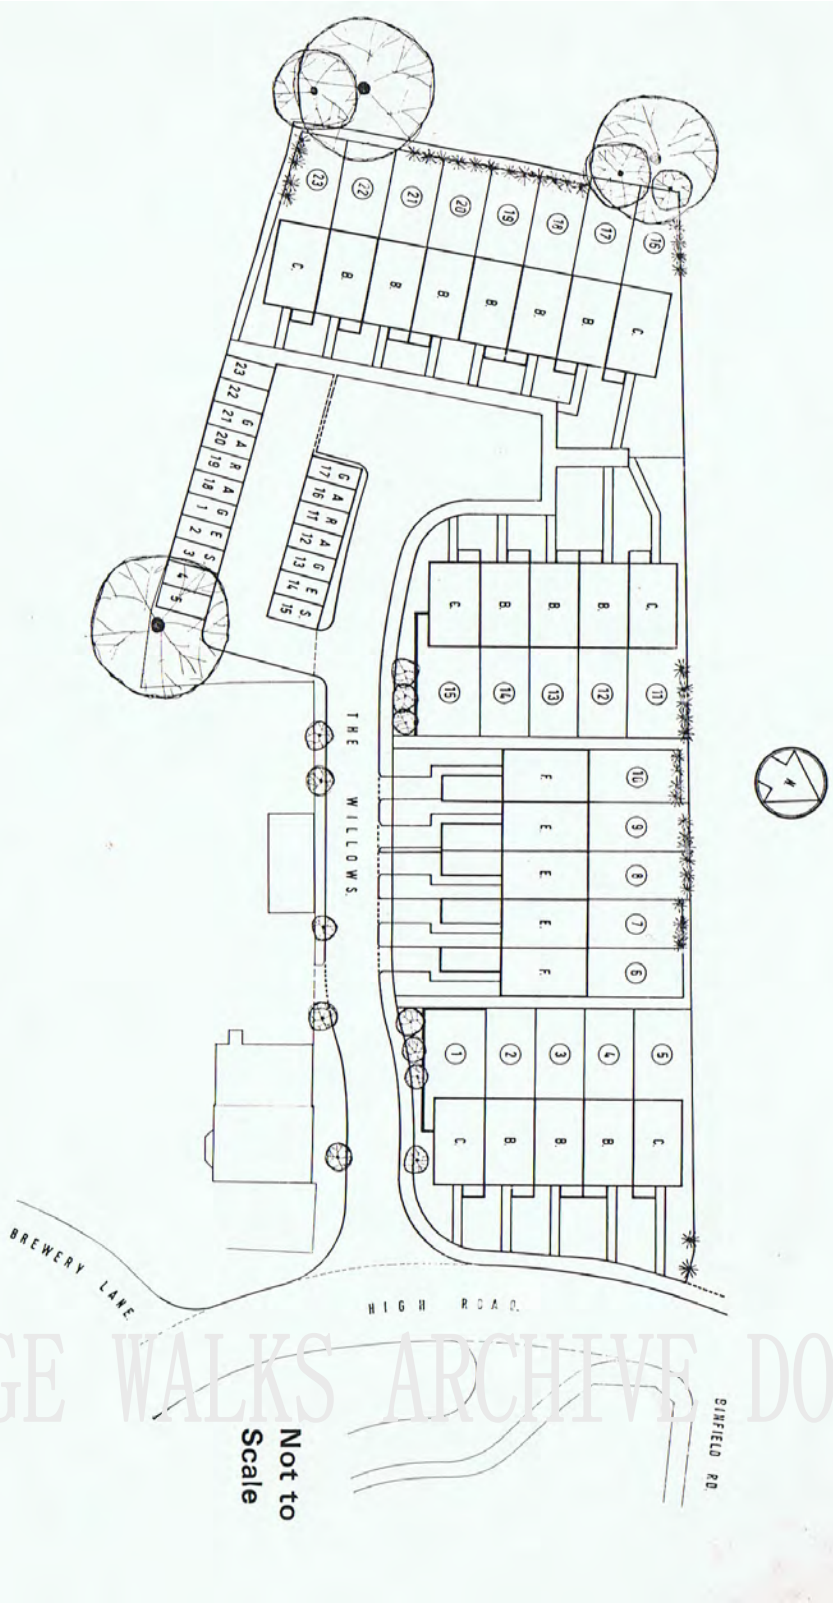 23
22
21
20
19
18
17
16
C.
B.
B.
B.
B.
B.
B.
C.
23 22 21 20 19 18 1 2 3 4 5
GARAGES
GARAGES.
17 16 11 12 13 14 15
C.
B.
B.
B.
C.
15
14
13
12
11
THE WILLOWS.
10
9
8
7
6
N
1
2
3
4
5
C.
B.
B.
B.
C.
BREWERY LANE.
HIGH ROAD.
BINFIELD RD.
GE WALKS ARCHIVE DO
Not to
Scale